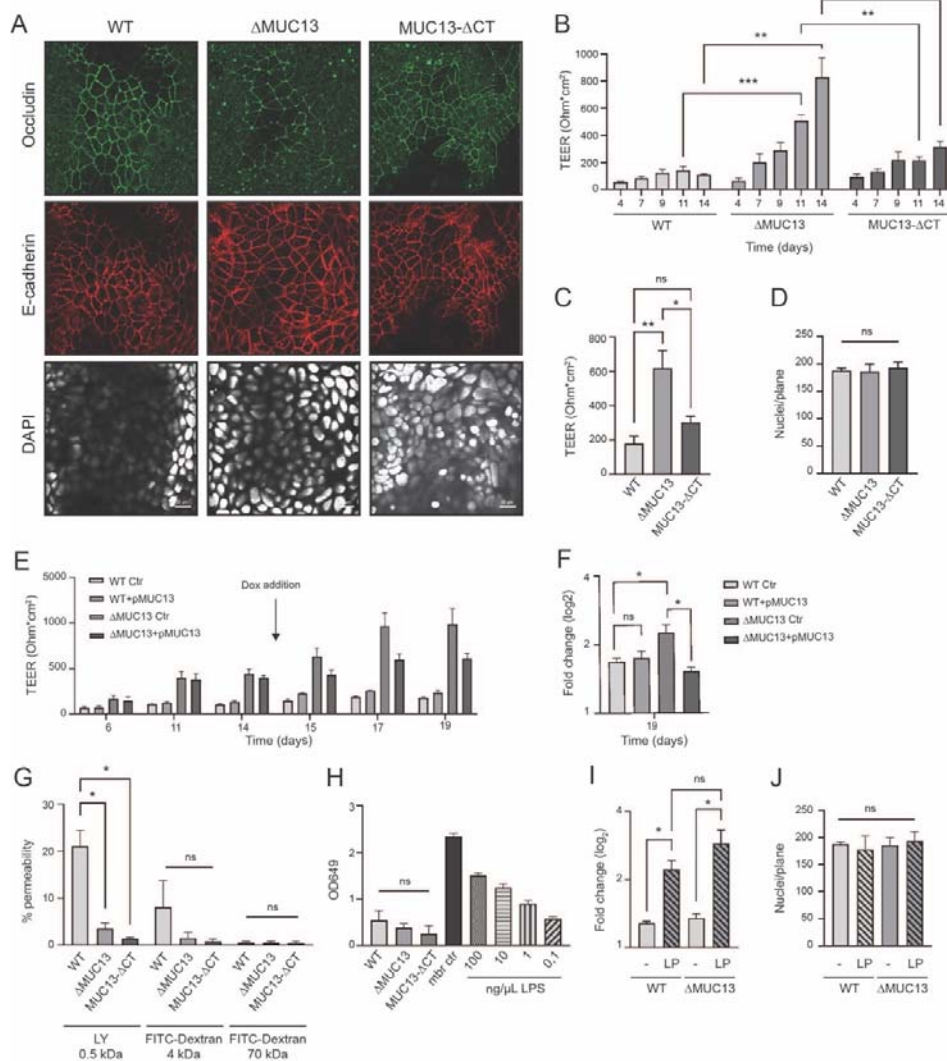 A
WT
ΔMUC13
MUC13-ΔCT
Occludin
E-cadherin
DAPI
B
TEER (Ohm*cm²)
1000
800
600
400
200
0
**
***
**
4 7 9 11 14
4 7 9 11 14
4 7 9 11 14
WT
ΔMUC13
MUC13-ΔCT
Time (days)
C
TEER (Ohm*cm²)
800
600
400
200
0
ns
**
*
WT
ΔMUC13
MUC13-ΔCT
D
Nuclei/plane
250
200
150
100
50
0
ns
WT
ΔMUC13
MUC13-ΔCT
E
TEER (Ohm*cm²)
5000
1000
500
0
WT Ctr
WT+pMUC13
ΔMUC13 Ctr
ΔMUC13+pMUC13
Dox addition
6 11 14 15 17 19
Time (days)
F
Fold change (log2)
4
2
1
*
ns
*
19
Time (days)
WT Ctr
WT+pMUC13
ΔMUC13 Ctr
ΔMUC13+pMUC13
G
% permeability
30
20
10
0
*
*
ns
ns
WT
ΔMUC13
MUC13-ΔCT
WT
ΔMUC13
MUC13-ΔCT
WT
ΔMUC13
MUC13-ΔCT
LY
0.5 kDa
FITC-Dextran
4 kDa
FITC-Dextran
70 kDa
H
OD649
3
2
1
0
ns
WT
ΔMUC13
MUC13-ΔCT
mbr ctr
100
10
1
0,1
ng/µL LPS
I
Fold change (log₂)
4
2
1
ns
*
*
- LP - LP
WT ΔMUC13
J
Nuclei/plane
250
200
150
100
50
0
ns
- LP - LP
WT ΔMUC13